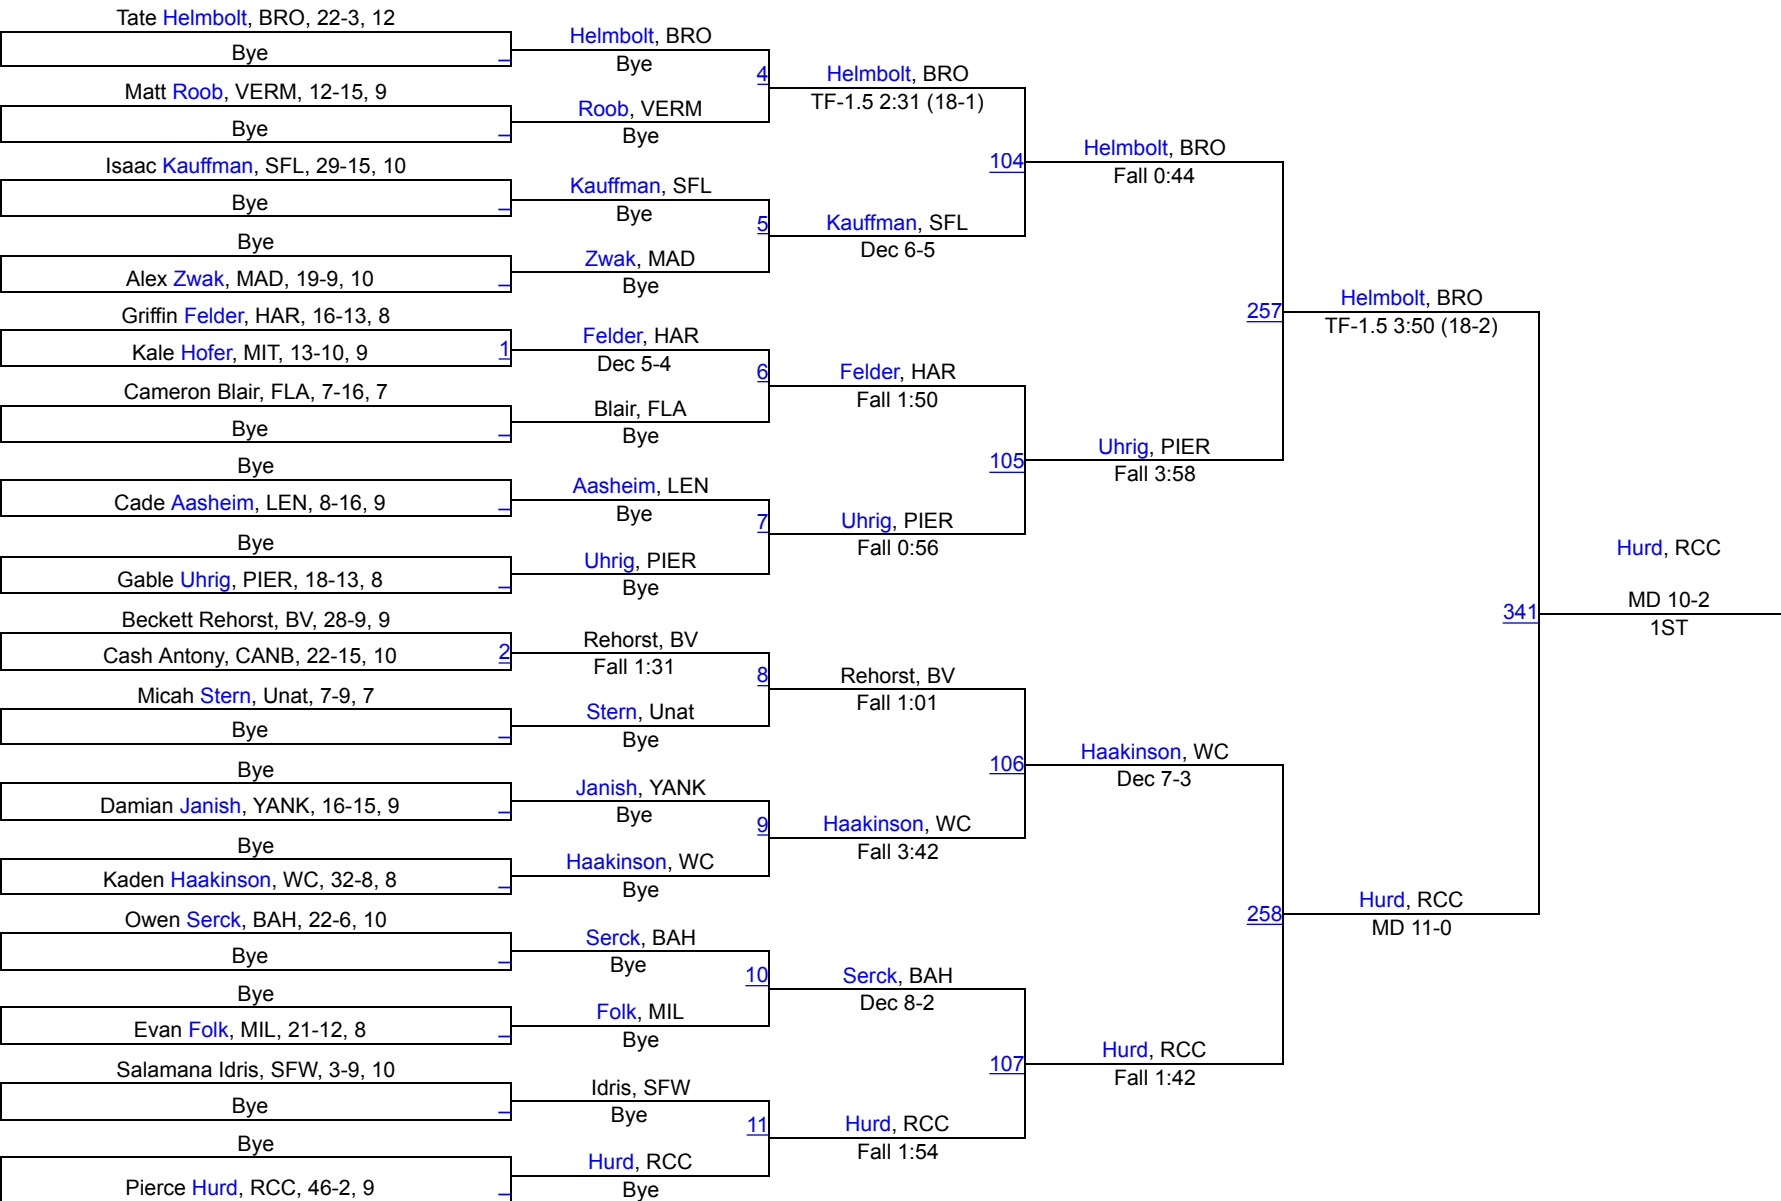 Tate Helmbolt, BRO, 22-3, 12
Bye
Matt Roob, VERM, 12-15, 9
Bye
Isaac Kauffman, SFL, 29-15, 10
Bye
Bye
Alex Zwak, MAD, 19-9, 10
Griffin Felder, HAR, 16-13, 8
Kale Hofer, MIT, 13-10, 9
1
Cameron Blair, FLA, 7-16, 7
Bye
Bye
Cade Aasheim, LEN, 8-16, 9
Bye
Gable Uhrig, PIER, 18-13, 8
Beckett Rehorst, BV, 28-9, 9
Cash Antony, CANB, 22-15, 10
2
Micah Stern, Unat, 7-9, 7
Bye
Bye
Damian Janish, YANK, 16-15, 9
Bye
Kaden Haakinson, WC, 32-8, 8
Owen Serck, BAH, 22-6, 10
Bye
Bye
Evan Folk, MIL, 21-12, 8
Salamana Idris, SFW, 3-9, 10
Bye
Bye
Pierce Hurd, RCC, 46-2, 9
Helmbolt, BRO
Bye
4
Roob, VERM
Bye
Kauffman, SFL
Bye
5
Zwak, MAD
Bye
Felder, HAR
Dec 5-4
6
Blair, FLA
Bye
Aasheim, LEN
Bye
7
Uhrig, PIER
Bye
Rehorst, BV
Fall 1:31
8
Stern, Unat
Bye
Janish, YANK
Bye
9
Haakinson, WC
Bye
Serck, BAH
Bye
10
Folk, MIL
Bye
Idris, SFW
Bye
11
Hurd, RCC
Bye
Helmbolt, BRO
TF-1.5 2:31 (18-1)
104
Kauffman, SFL
Dec 6-5
Felder, HAR
Fall 1:50
105
Uhrig, PIER
Fall 0:56
Rehorst, BV
Fall 1:01
106
Haakinson, WC
Fall 3:42
Serck, BAH
Dec 8-2
107
Hurd, RCC
Fall 1:54
Helmbolt, BRO
Fall 0:44
257
Uhrig, PIER
Fall 3:58
Haakinson, WC
Dec 7-3
258
Hurd, RCC
Fall 1:42
Helmbolt, BRO
TF-1.5 3:50 (18-2)
341
Hurd, RCC
MD 11-0
Hurd, RCC
MD 10-2
1ST